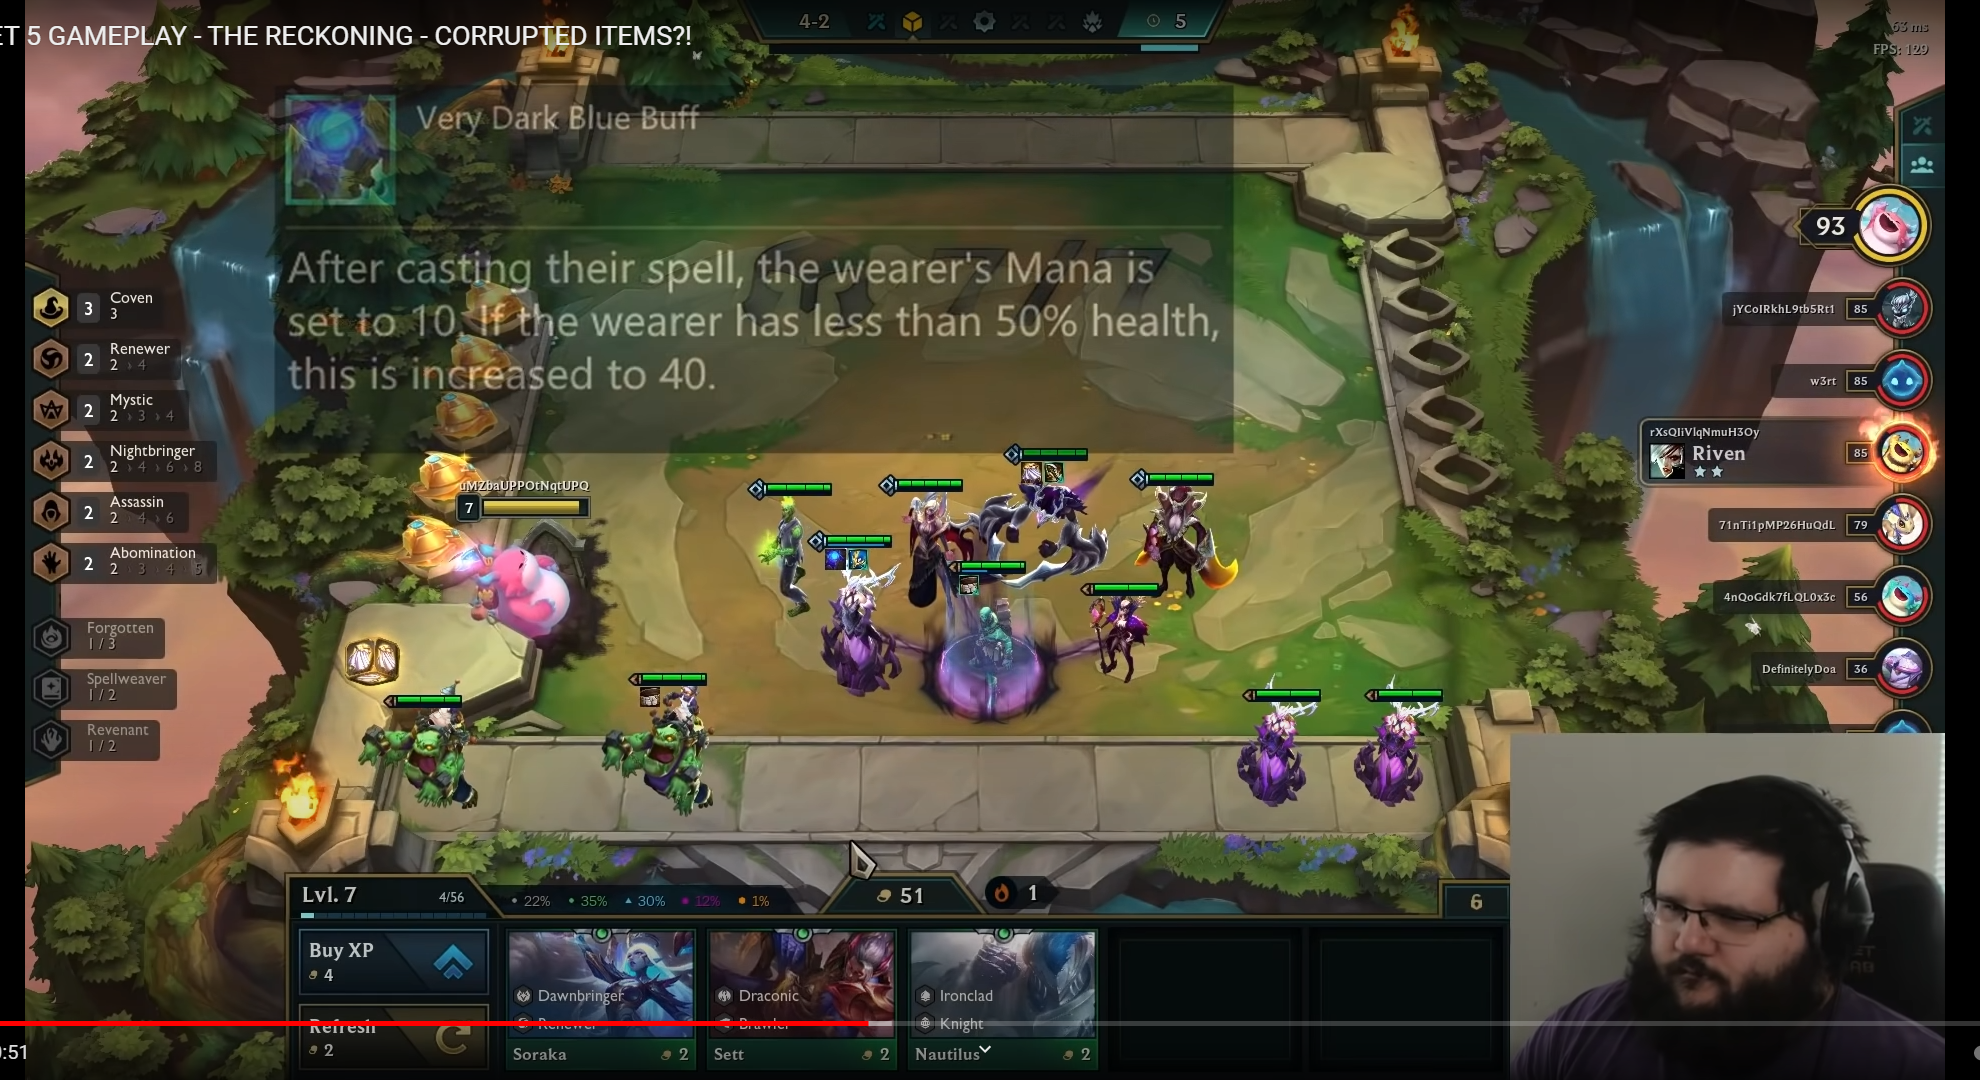 ET 5 GAMEPLAY - THE RECKONING - CORRUPTED ITEMS?!
4-2
5
63 ms
FPS: 129
Very Dark Blue Buff
After casting their spell, the wearer's Mana is
set to 10. If the wearer has less than 50% health,
this is increased to 40.
7/7
93
3 Coven
3
2 Renewer
2 › 4
2 Mystic
2 › 3 › 4
2 Nightbringer
2 › 4 › 6 › 8
2 Assassin
2 › 4 › 6
2 Abomination
2 › 3 › 4 › 5
Forgotten
1 / 3
Spellweaver
1 / 2
Revenant
1 / 2
uMZbaUPPOtNqtUPQ
7
jYCoIRkhL9tb5Rt1 85
w3rt 85
rXsQIiVlqNmuH3Oy
Riven
85
71nTi1pMP26HuQdL 79
4nQoGdk7fLQL0x3c 56
DefinitelyDoa 36
Lvl. 7
4/56
22% 35% 30% 12% 1%
51
1
6
Buy XP
4
Refresh
2
Dawnbringer
Renewer
Soraka 2
Draconic
Brawler
Sett 2
Ironclad
Knight
Nautilus 2
:51